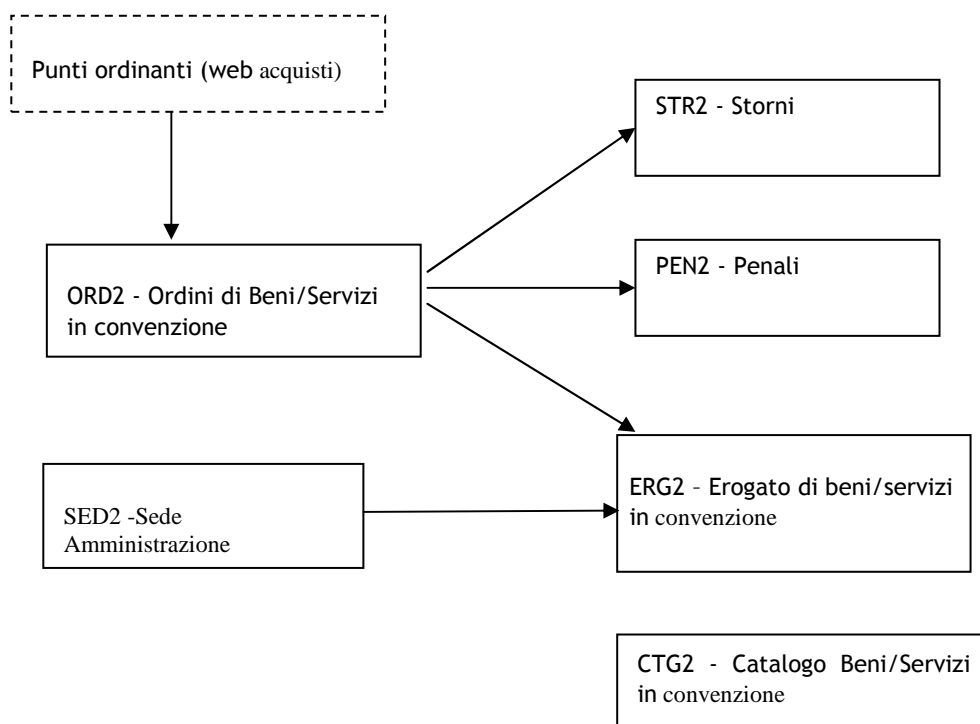 Punti ordinanti (web acquisti)
STR2 - Storni
PEN2 - Penali
ORD2 - Ordini di Beni/Servizi
in convenzione
ERG2 – Erogato di beni/servizi
in convenzione
SED2 -Sede
Amministrazione
CTG2 - Catalogo Beni/Servizi
in convenzione